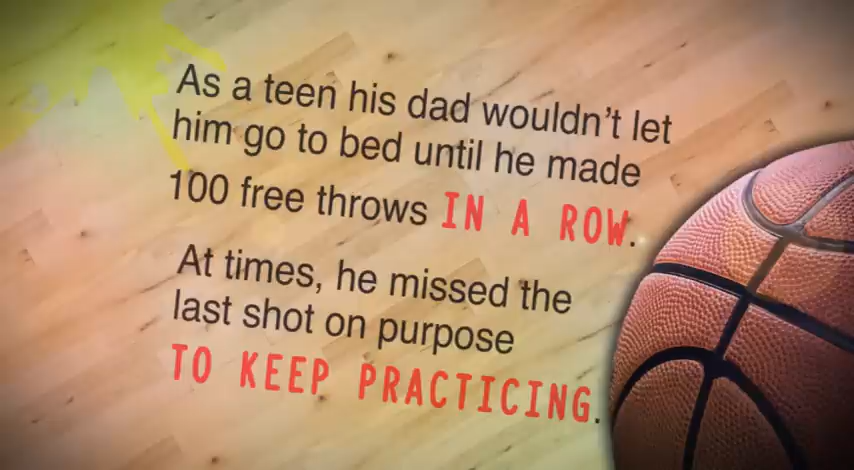 As a teen his dad wouldn't let
him go to bed until he made
100 free throws IN A ROW.
At times, he missed the
last shot on purpose
TO KEEP PRACTICING.